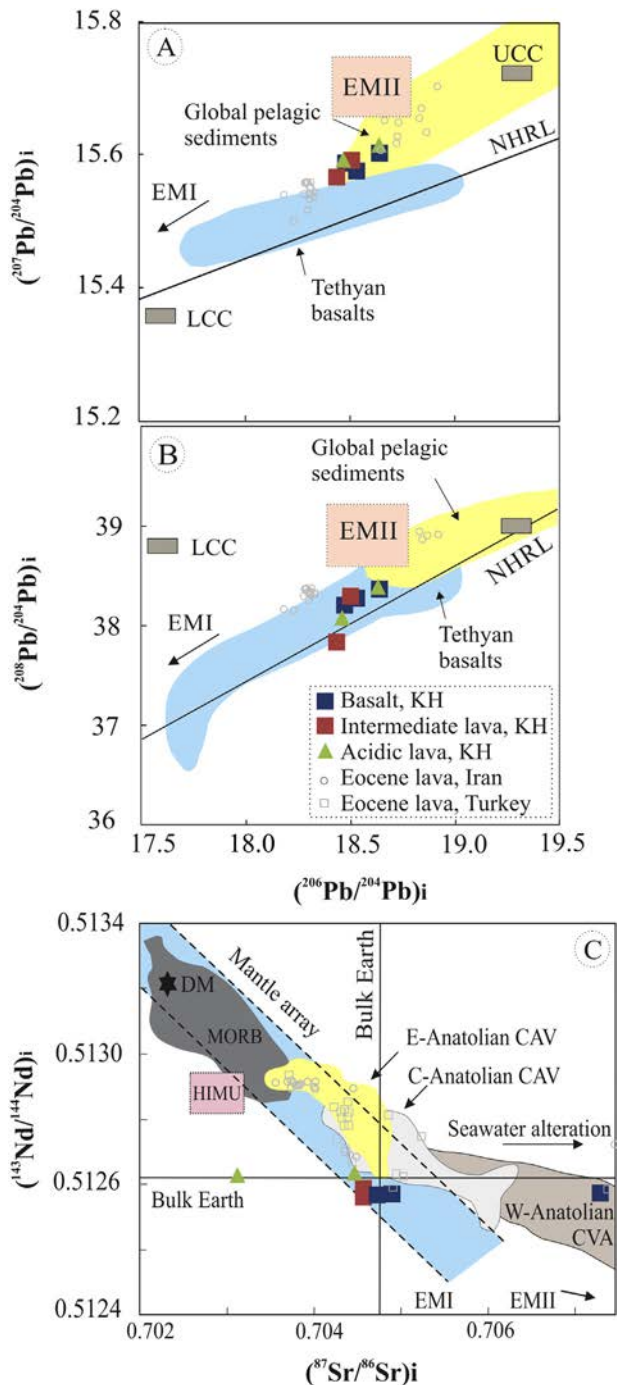 A
15.8
15.6
15.4
15.2
(²⁰⁷Pb/²⁰⁴Pb)i
UCC
EMII
Global pelagic
sediments
NHRL
EMI
Tethyan
basalts
LCC
B
39
38
37
36
(²⁰⁸Pb/²⁰⁴Pb)i
Global pelagic
sediments
EMII
LCC
NHRL
EMI
Tethyan
basalts
Basalt, KH
Intermediate lava, KH
Acidic lava, KH
Eocene lava, Iran
Eocene lava, Turkey
17.5 18.0 18.5 19.0 19.5
(²⁰⁶Pb/²⁰⁴Pb)i
C
0.5134
0.5130
0.5126
0.5124
(¹⁴³Nd/¹⁴⁴Nd)i
DM
Mantle array
Bulk Earth
MORB
E-Anatolian CAV
C-Anatolian CAV
HIMU
Seawater alteration
Bulk Earth
W-Anatolian
CVA
EMI EMII
0.702 0.704 0.706
(⁸⁷Sr/⁸⁶Sr)i